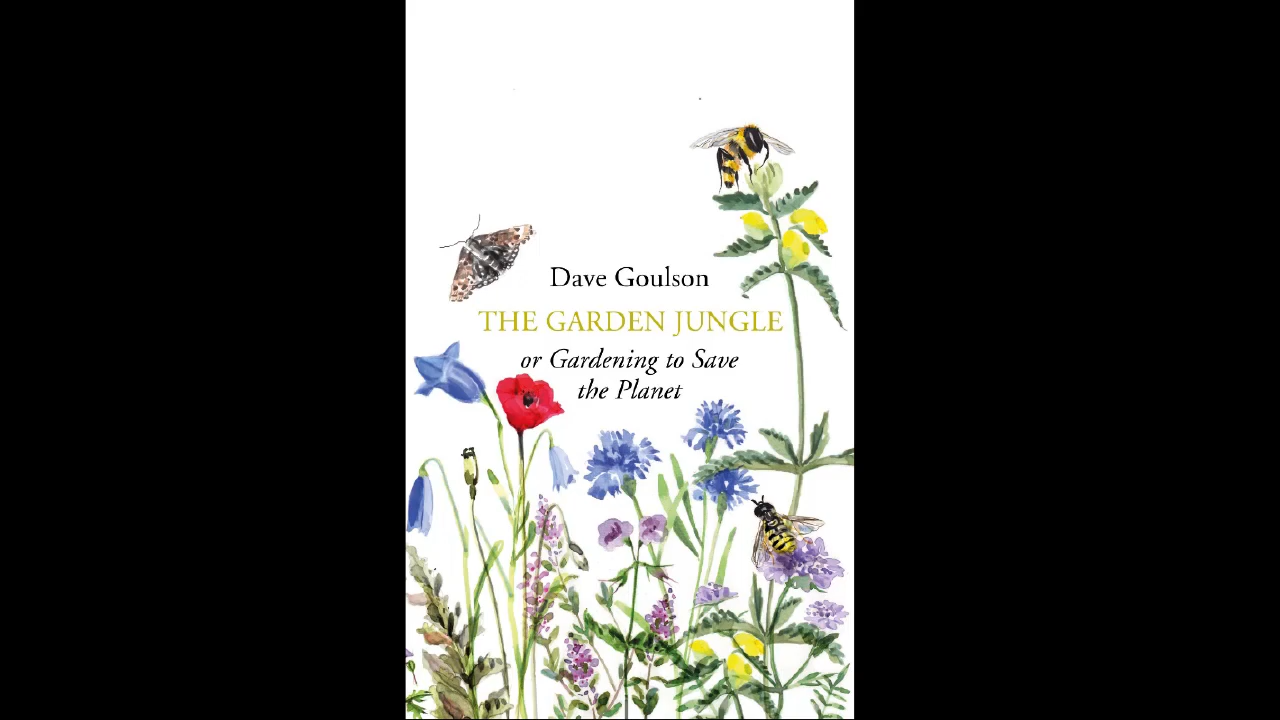 Dave Goulson
THE GARDEN JUNGLE
or Gardening to Save
the Planet